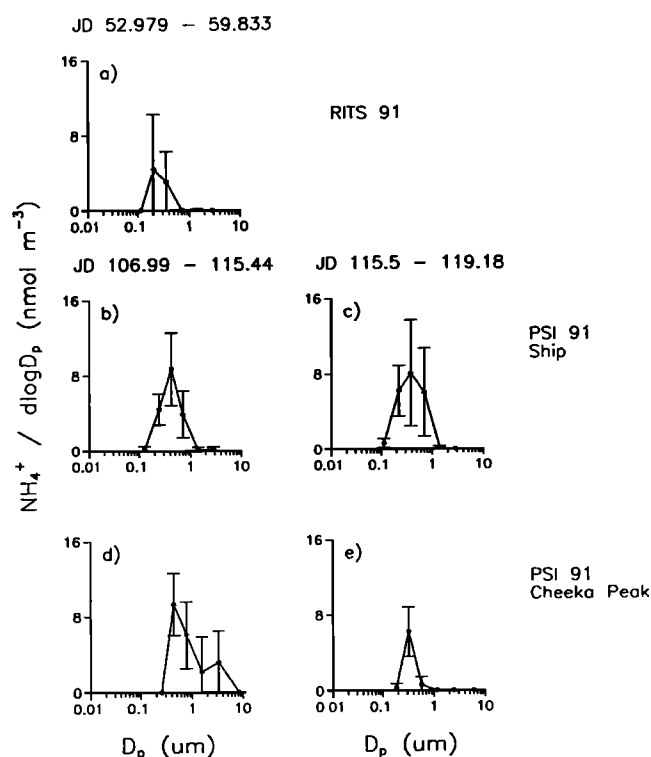 JD 52.979 – 59.833
16
a)
8
0
0.01 0.1 1 10
RITS 91
NH₄⁺ / dlogDₚ (nmol m⁻³)
JD 106.99 – 115.44
16
b)
8
0
0.01 0.1 1 10
JD 115.5 – 119.18
16
c)
8
0
0.01 0.1 1 10
PSI 91
Ship
16
d)
8
0
0.01 0.1 1 10
Dₚ (um)
16
e)
8
0
0 01 0.1 1 10
Dₚ (um)
PSI 91
Cheeka Peak